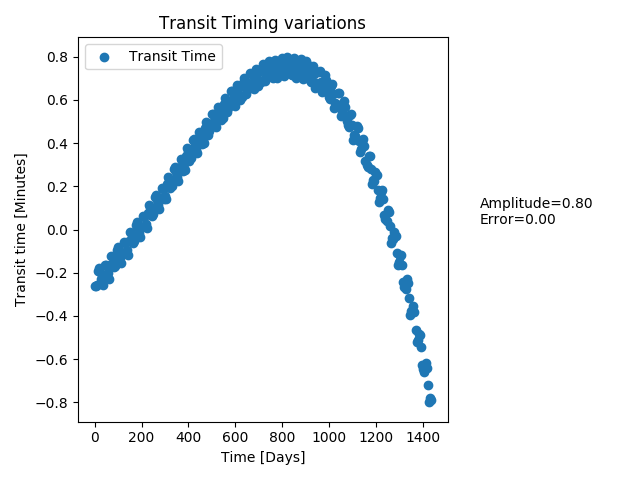 Transit Timing variations
Transit Time
Transit time [Minutes]
0.8
0.6
0.4
0.2
0.0
−0.2
−0.4
−0.6
−0.8
0 200 400 600 800 1000 1200 1400
Time [Days]
Amplitude=0.80
Error=0.00